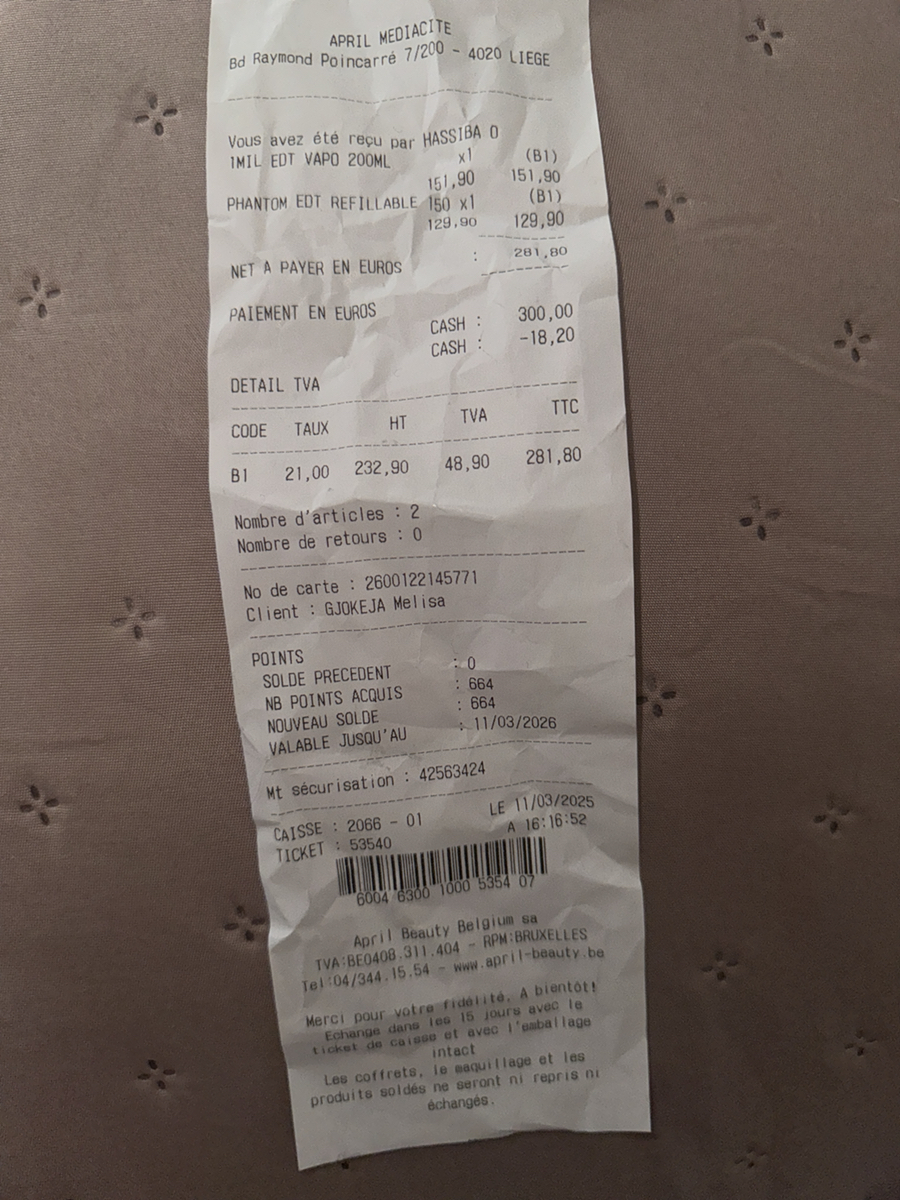 APRIL MEDIACITE
Bd Raymond Poincarré 7/200 - 4020 LIEGE
Vous avez été reçu par HASSIBA O
1MIL EDT VAPO 200ML x1 (B1)
151,90 151,90
PHANTOM EDT REFILLABLE 150 x1 (B1)
129,90 129,90
NET A PAYER EN EUROS : 281,80
PAIEMENT EN EUROS
CASH : 300,00
CASH : -18,20
DETAIL TVA
CODE TAUX HT TVA TTC
B1 21,00 232,90 48,90 281,80
Nombre d'articles : 2
Nombre de retours : 0
No de carte : 2600122145771
Client : GJOKEJA Melisa
POINTS
SOLDE PRECEDENT : 0
NB POINTS ACQUIS : 664
NOUVEAU SOLDE : 664
VALABLE JUSQU'AU : 11/03/2026
Mt sécurisation : 42563424
CAISSE : 2066 - 01 LE 11/03/2025
TICKET : 53540 A 16:16:52
6004 6300 1000 5354 07
April Beauty Belgium sa
TVA:BE0408.311.404 - RPM:BRUXELLES
Tel:04/344.15.54 - www.april-beauty.be
Merci pour votre fidélité. A bientôt!
Echange dans les 15 jours avec le
ticket de caisse et avec l'emballage
intact
Les coffrets, le maquillage et les
produits soldés ne seront ni repris ni
échangés.